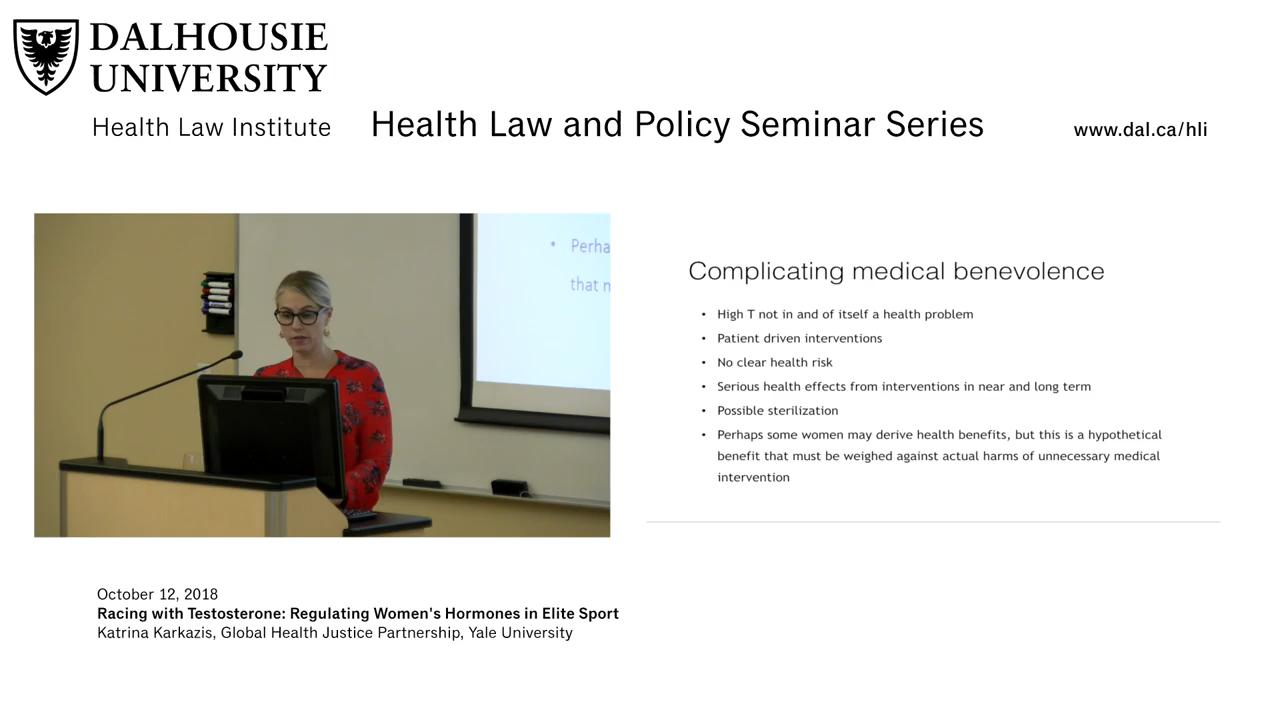 DALHOUSIE
UNIVERSITY
Health Law Institute
Health Law and Policy Seminar Series
www.dal.ca/hli
• Perha
that n
Complicating medical benevolence
• High T not in and of itself a health problem
• Patient driven interventions
• No clear health risk
• Serious health effects from interventions in near and long term
• Possible sterilization
• Perhaps some women may derive health benefits, but this is a hypothetical
benefit that must be weighed against actual harms of unnecessary medical
intervention
October 12, 2018
Racing with Testosterone: Regulating Women's Hormones in Elite Sport
Katrina Karkazis, Global Health Justice Partnership, Yale University